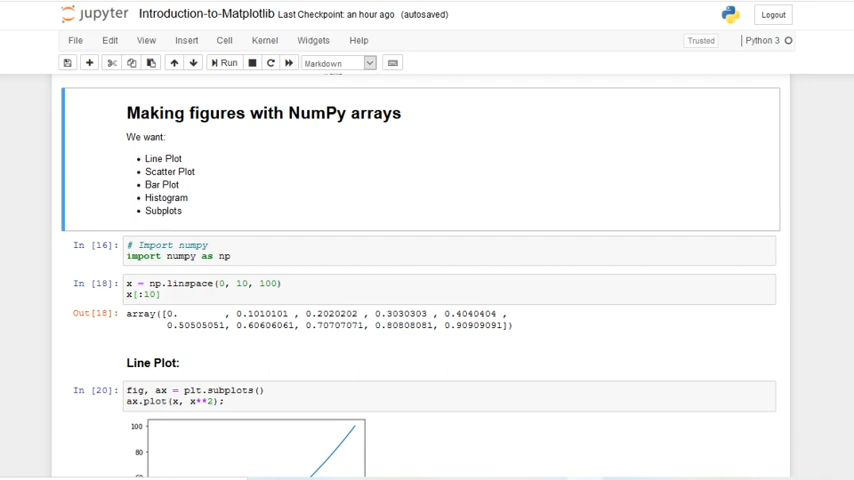 jupyter Introduction-to-Matplotlib Last Checkpoint: an hour ago (autosaved) Logout
File Edit View Insert Cell Kernel Widgets Help Trusted Python 3
Run Markdown
Making figures with NumPy arrays
We want:
Line Plot
Scatter Plot
Bar Plot
Histogram
Subplots
In [16]: # Import numpy
import numpy as np
In [18]: x = np.linspace(0, 10, 100)
x[:10]
Out[18]: array([0. , 0.1010101 , 0.2020202 , 0.3030303 , 0.4040404 ,
0.50505051, 0.60606061, 0.70707071, 0.80808081, 0.90909091])
Line Plot:
In [20]: fig, ax = plt.subplots()
ax.plot(x, x**2);
100
80